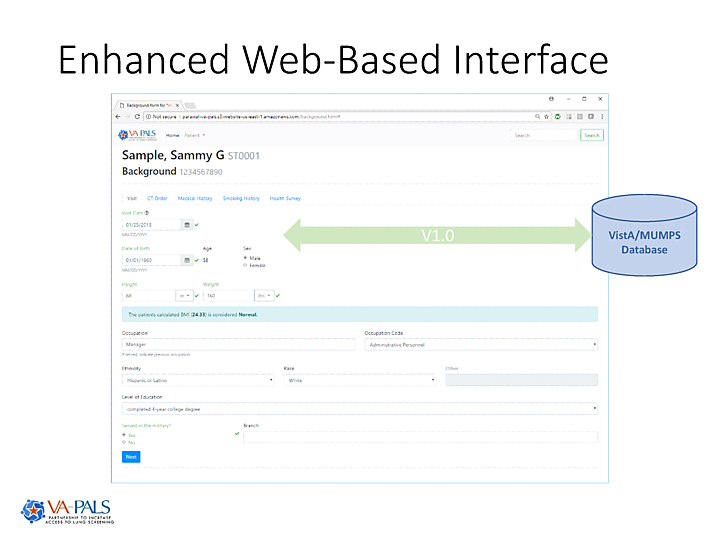 Enhanced Web-Based Interface
Background form for "Ne
Not secure | paraxial-va-pals.s3-website-us-east-1.amazonaws.com/background.html#
VA-PALS Home Patient Search Search
Sample, Sammy G ST0001
Background 1234567890
Visit CT Order Medical History Smoking History Health Survey
Visit Date
01/25/2018
MM/DD/YYYY
V1.0
VistA/MUMPS
Database
Date of Birth Age Sex
01/01/1960 58 Male
Female
MM/DD/YYYY
Height Weight
68 in 160 lbs
The patients calculated BMI (24.33) is considered Normal.
Occupation Occupation Code
Manager Administrative Personnel
If retired, indicate previous occupation.
Ethnicity Race Other
Hispanic or Latino White
Level of Education
completed 4-year college degree
Served in the military? Branch
Yes
No
Next
VA-PALS
PARTNERSHIP TO INCREASE
ACCESS TO LUNG SCREENING